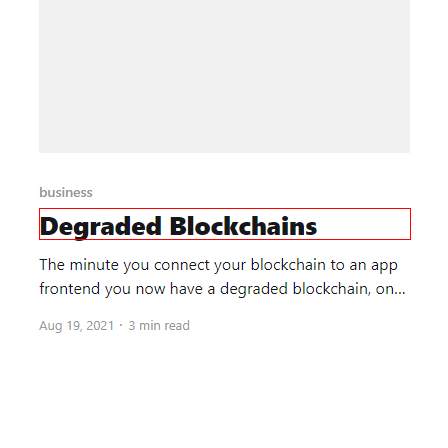 business
Degraded Blockchains
The minute you connect your blockchain to an app
frontend you now have a degraded blockchain, on...
Aug 19, 2021 · 3 min read